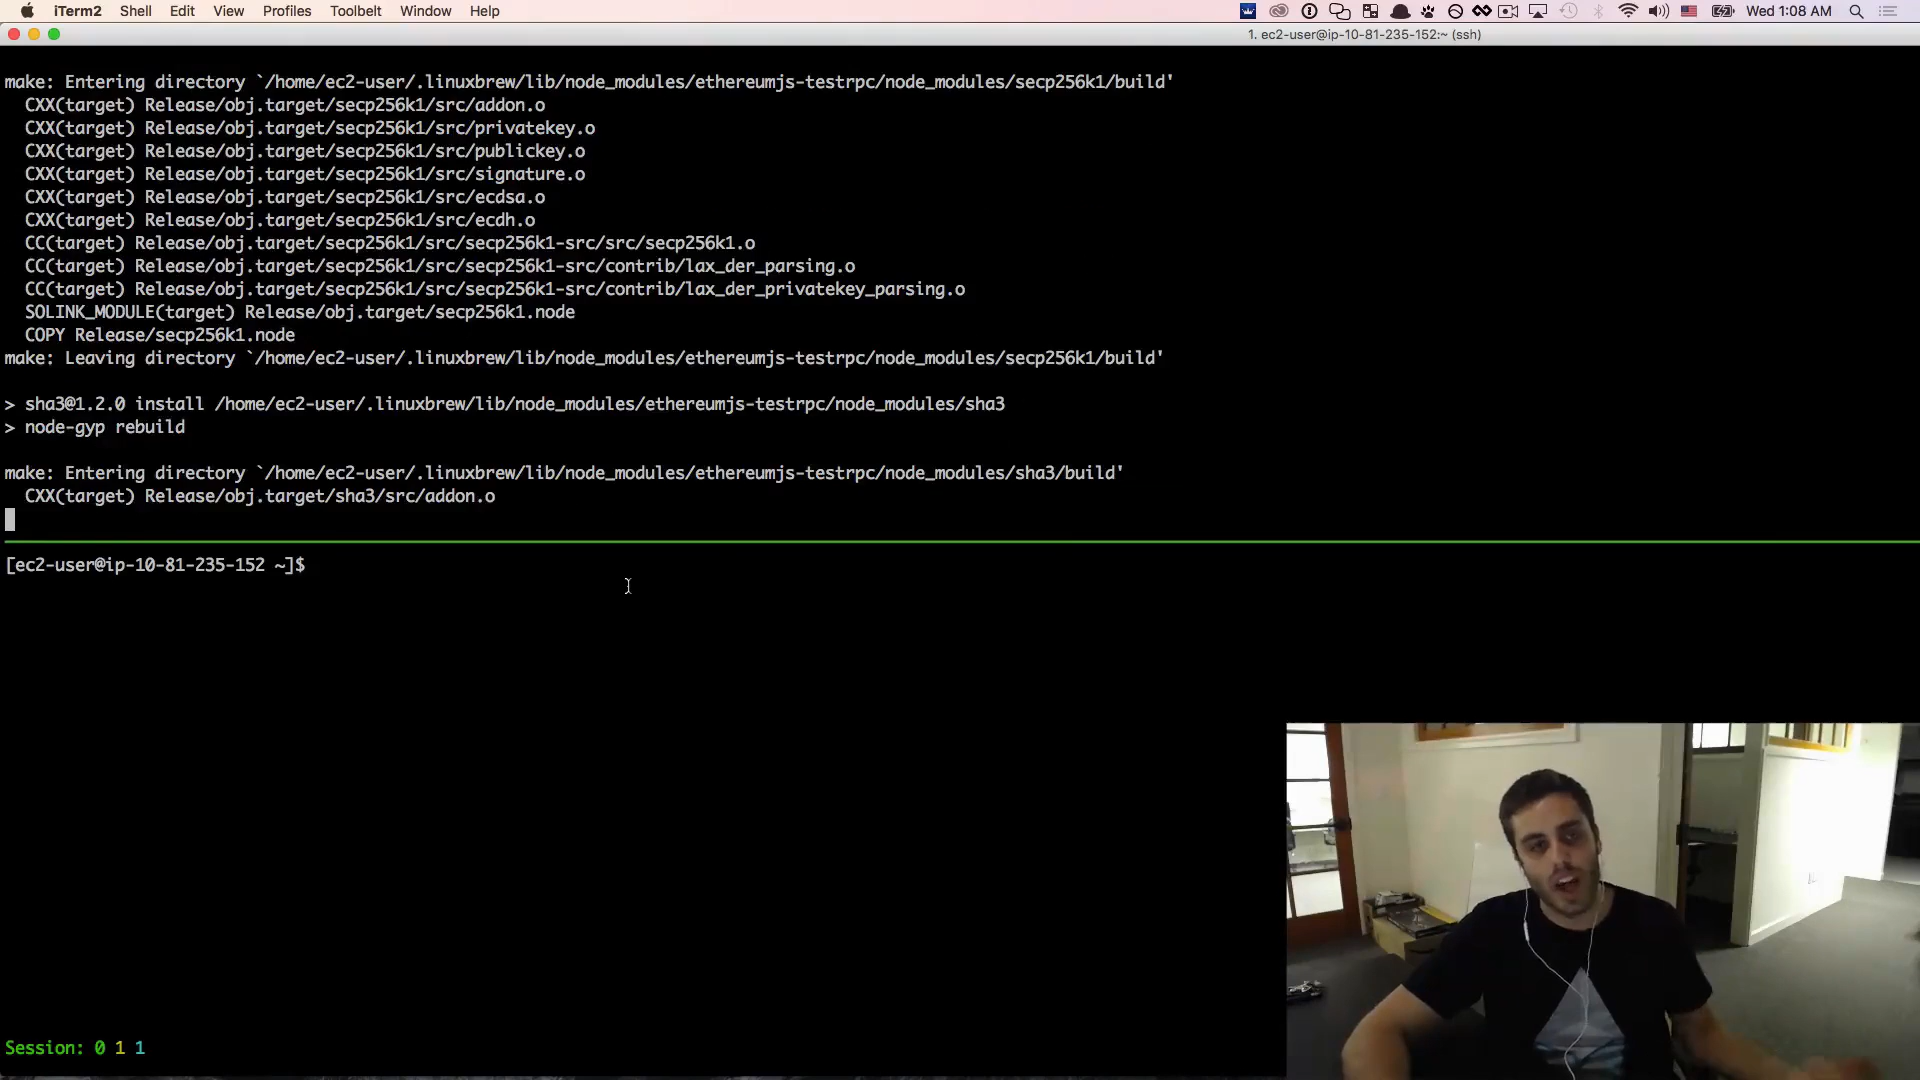 iTerm2 Shell Edit View Profiles Toolbelt Window Help Wed 1:08 AM
1. ec2-user@ip-10-81-235-152:~ (ssh)
make: Entering directory `/home/ec2-user/.linuxbrew/lib/node_modules/ethereumjs-testrpc/node_modules/secp256k1/build'
CXX(target) Release/obj.target/secp256k1/src/addon.o
CXX(target) Release/obj.target/secp256k1/src/privatekey.o
CXX(target) Release/obj.target/secp256k1/src/publickey.o
CXX(target) Release/obj.target/secp256k1/src/signature.o
CXX(target) Release/obj.target/secp256k1/src/ecdsa.o
CXX(target) Release/obj.target/secp256k1/src/ecdh.o
CC(target) Release/obj.target/secp256k1/src/secp256k1-src/src/secp256k1.o
CC(target) Release/obj.target/secp256k1/src/secp256k1-src/contrib/lax_der_parsing.o
CC(target) Release/obj.target/secp256k1/src/secp256k1-src/contrib/lax_der_privatekey_parsing.o
SOLINK_MODULE(target) Release/obj.target/secp256k1.node
COPY Release/secp256k1.node
make: Leaving directory `/home/ec2-user/.linuxbrew/lib/node_modules/ethereumjs-testrpc/node_modules/secp256k1/build'
> sha3@1.2.0 install /home/ec2-user/.linuxbrew/lib/node_modules/ethereumjs-testrpc/node_modules/sha3
> node-gyp rebuild
make: Entering directory `/home/ec2-user/.linuxbrew/lib/node_modules/ethereumjs-testrpc/node_modules/sha3/build'
CXX(target) Release/obj.target/sha3/src/addon.o
[ec2-user@ip-10-81-235-152 ~]$
Session: 0 1 1